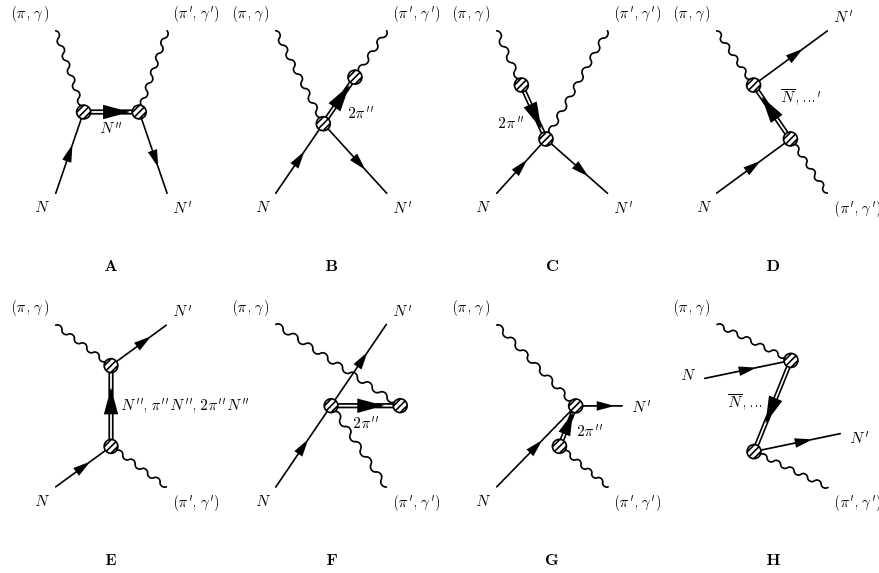 (π, γ) (π′, γ′) (π, γ) (π′, γ′) (π, γ) (π′, γ′) (π, γ) N′
N″ 2π″ 2π″ N̅, ...′
N N′ N N′ N N′ N (π′, γ′)
A B C D
(π, γ) N′ (π, γ) N′ (π, γ) (π, γ)
N
N″, π″N″, 2π″N″ 2π″ 2π″ N′ N̅, ... N′
N (π′, γ′) N (π′, γ′) N (π′, γ′) (π′, γ′)
E F G H